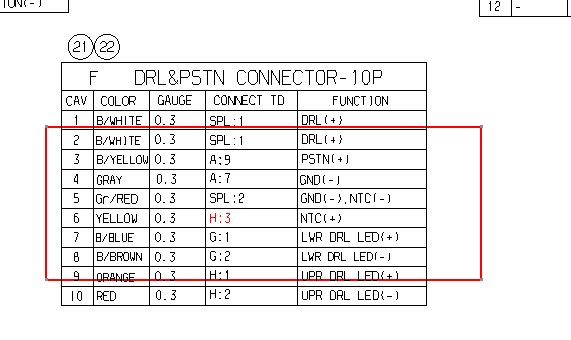 12 -
21 22
F DRL&PSTN CONNECTOR-10P
CAV COLOR GAUGE CONNECT TO FUNCTION
1 B/WHITE 0.3 SPL:1 DRL(+)
2 B/WHITE 0.3 SPL:1 DRL(+)
3 B/YELLOW 0.3 A:9 PSTN(+)
4 GRAY 0.3 A:7 GND(-)
5 Gr/RED 0.3 SPL:2 GND(-),NTC(-)
6 YELLOW 0.3 H:3 NTC(+)
7 B/BLUE 0.3 G:1 LWR DRL LED(+)
8 B/BROWN 0.3 G:2 LWR DRL LED(-)
9 ORANGE 0.3 H:1 UPR DRL LED(+)
10 RED 0.3 H:2 UPR DRL LED(-)